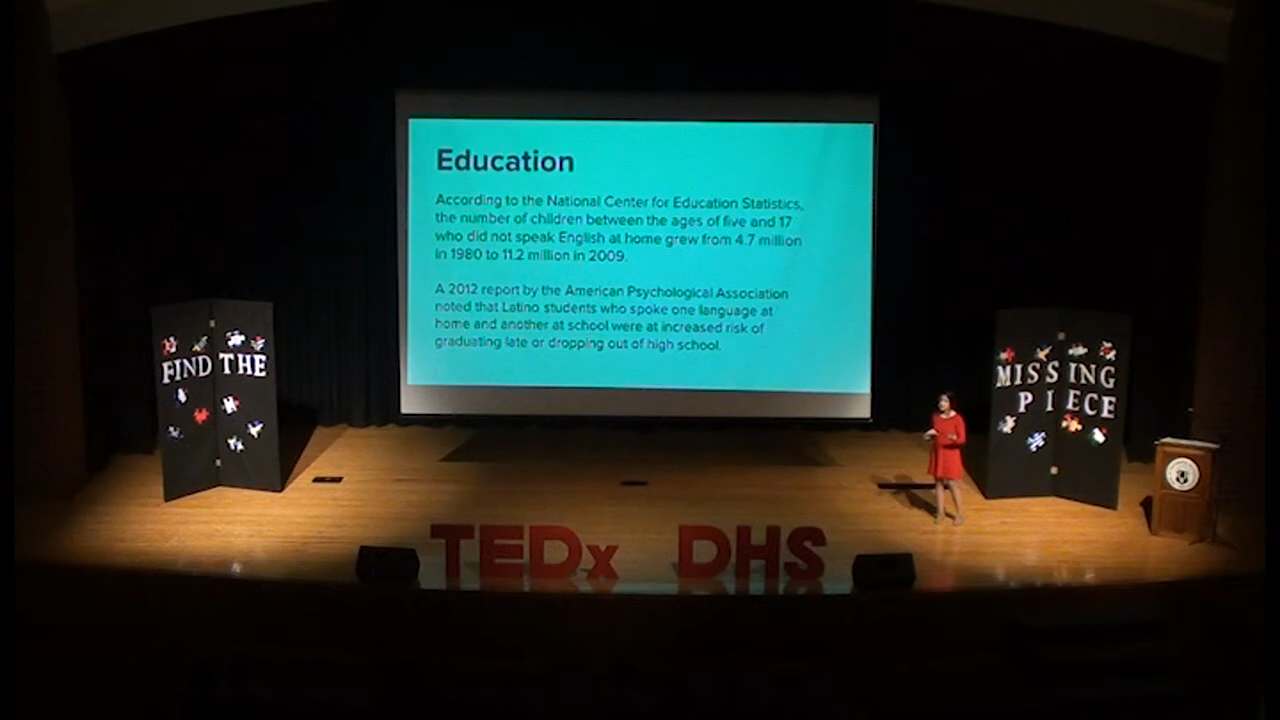 Education
According to the National Center for Education Statistics,
the number of children between the ages of five and 17
who did not speak English at home grew from 4.7 million
in 1980 to 11.2 million in 2009.
A 2012 report by the American Psychological Association
noted that Latino students who spoke one language at
home and another at school were at increased risk of
graduating late or dropping out of high school.
FIND THE
MISSING
PIECE
TEDx DHS